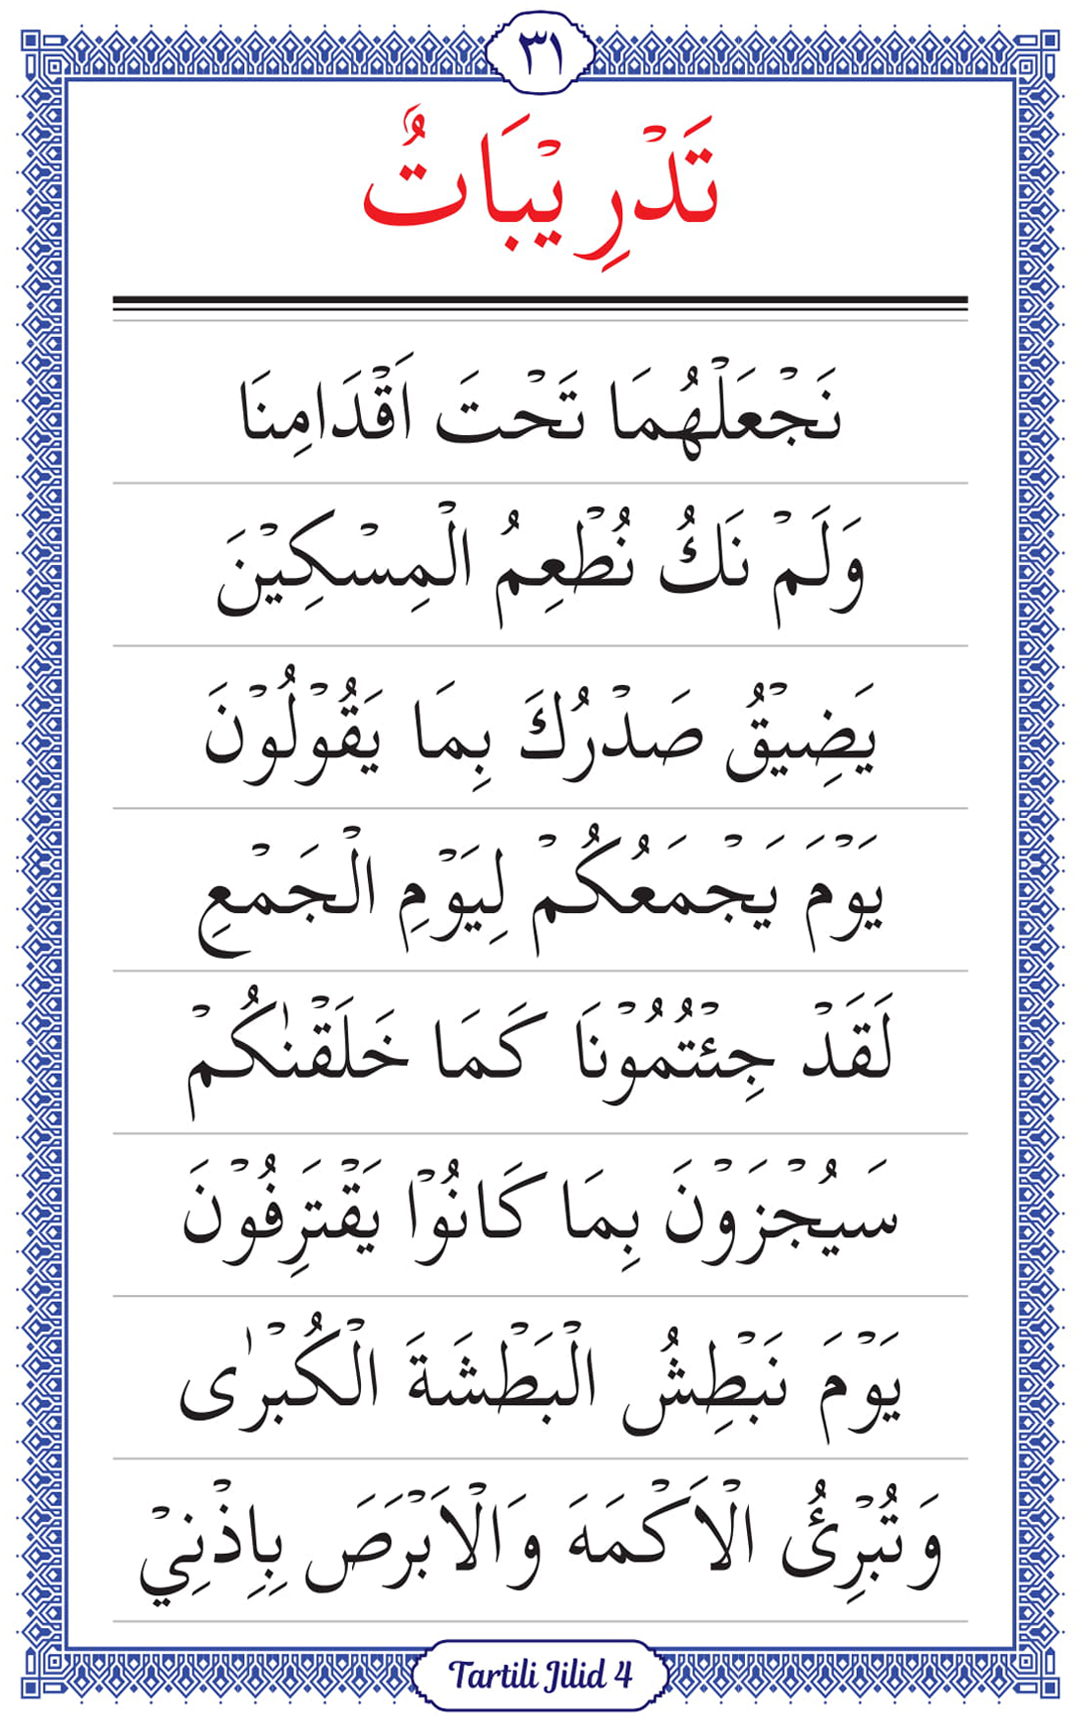 ٣١
تَدْرِيْبَاتٌ
نَجْعَلْهُمَا تَحْتَ اَقْدَامِنَا
وَلَمْ نَكُ نُطْعِمُ الْمِسْكِيْنَ
يَضِيْقُ صَدْرُكَ بِمَا يَقُوْلُوْنَ
يَوْمَ يَجْمَعُكُمْ لِيَوْمِ الْجَمْعِ
لَقَدْ جِئْتُمُوْنَا كَمَا خَلَقْنٰكُمْ
سَيُجْزَوْنَ بِمَا كَانُوْا يَقْتَرِفُوْنَ
يَوْمَ نَبْطِشُ الْبَطْشَةَ الْكُبْرٰى
وَتُبْرِئُ الْاَكْمَهَ وَالْاَبْرَصَ بِاِذْنِيْ
Tartili Jilid 4